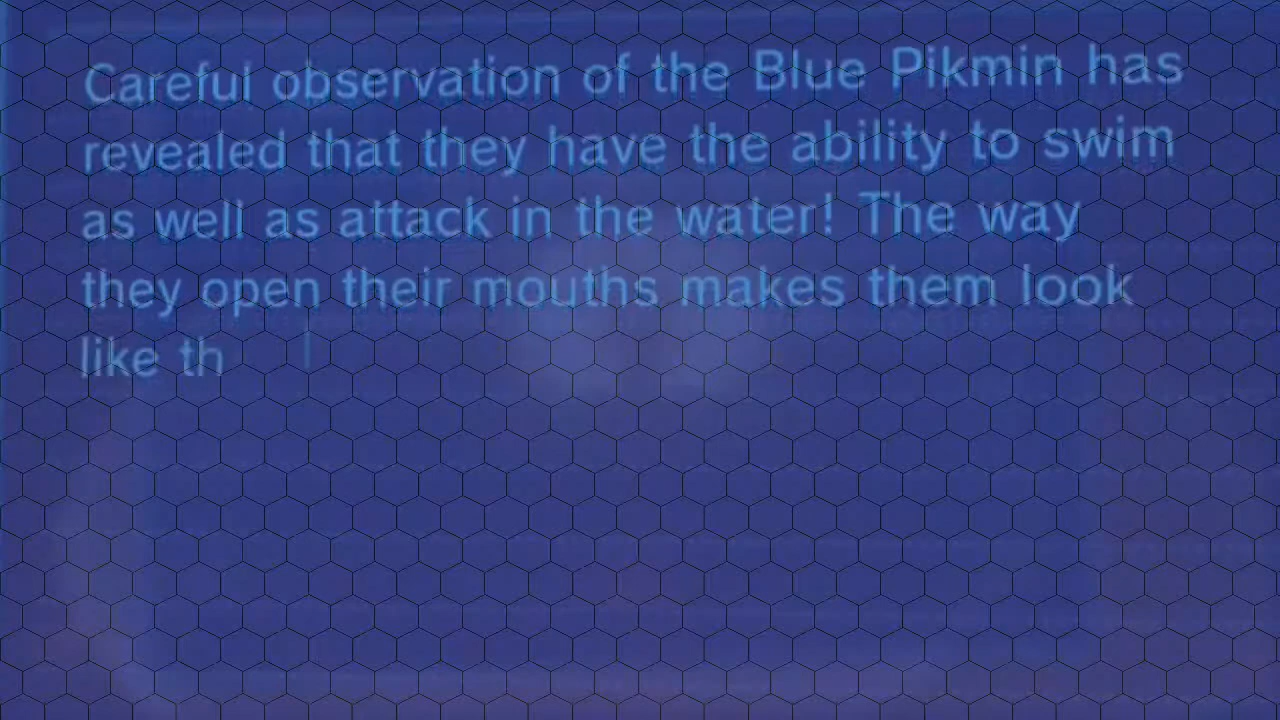 Careful observation of the Blue Pikmin has
revealed that they have the ability to swim
as well as attack in the water! The way
they open their mouths makes them look
like th